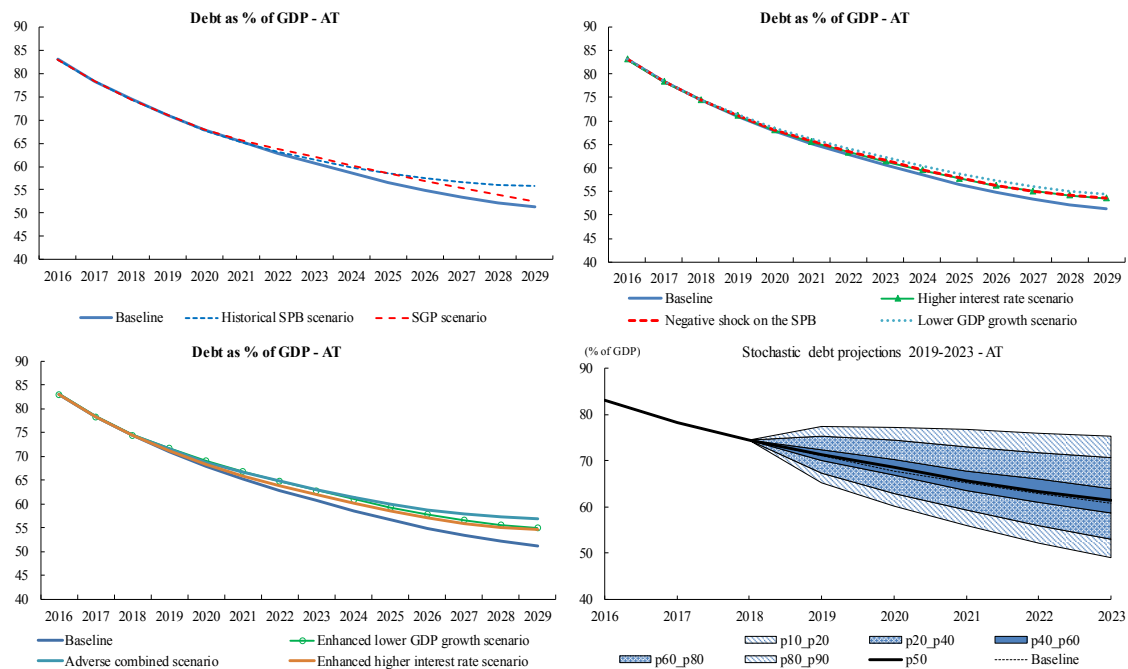 Debt as % of GDP - AT
90
85
80
75
70
65
60
55
50
45
40
2016 2017 2018 2019 2020 2021 2022 2023 2024 2025 2026 2027 2028 2029
Baseline Historical SPB scenario SGP scenario
Debt as % of GDP - AT
90
85
80
75
70
65
60
55
50
45
40
2016 2017 2018 2019 2020 2021 2022 2023 2024 2025 2026 2027 2028 2029
Baseline Higher interest rate scenario
Negative shock on the SPB Lower GDP growth scenario
Debt as % of GDP - AT
90
85
80
75
70
65
60
55
50
45
40
2016 2017 2018 2019 2020 2021 2022 2023 2024 2025 2026 2027 2028 2029
Baseline Enhanced lower GDP growth scenario
Adverse combined scenario Enhanced higher interest rate scenario
(% of GDP) Stochastic debt projections 2019-2023 - AT
90
80
70
60
50
40
2016 2017 2018 2019 2020 2021 2022 2023
p10_p20 p20_p40 p40_p60
p60_p80 p80_p90 p50 Baseline